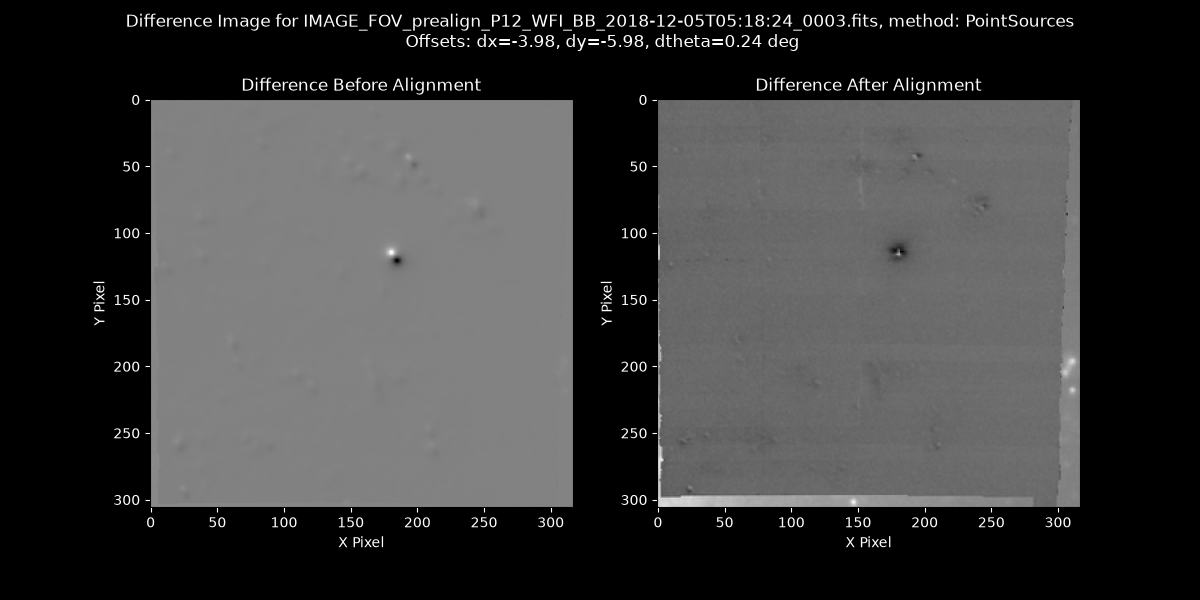 Difference Image for IMAGE_FOV_prealign_P12_WFI_BB_2018-12-05T05:18:24_0003.fits, method: PointSources
Offsets: dx=-3.98, dy=-5.98, dtheta=0.24 deg
Difference Before Alignment
0
50
100
150
200
250
300
Y Pixel
0 50 100 150 200 250 300
X Pixel
Difference After Alignment
0
50
100
150
200
250
300
Y Pixel
0 50 100 150 200 250 300
X Pixel